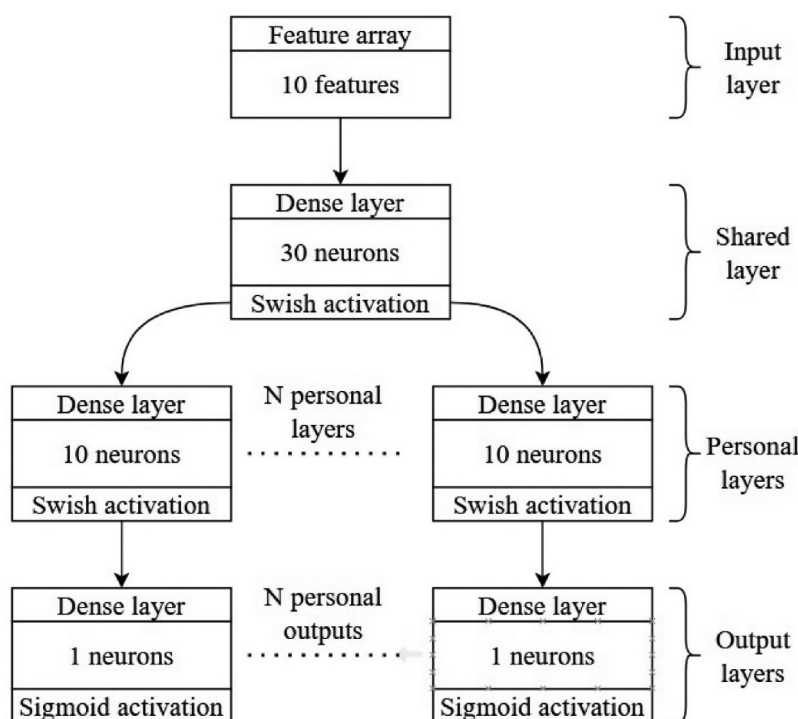 Feature array
10 features
Input
layer
Dense layer
30 neurons
Swish activation
Shared
layer
Dense layer
10 neurons
Swish activation
N personal
layers
Dense layer
10 neurons
Swish activation
Personal
layers
Dense layer
1 neurons
Sigmoid activation
N personal
outputs
Dense layer
1 neurons
Sigmoid activation
Output
layers